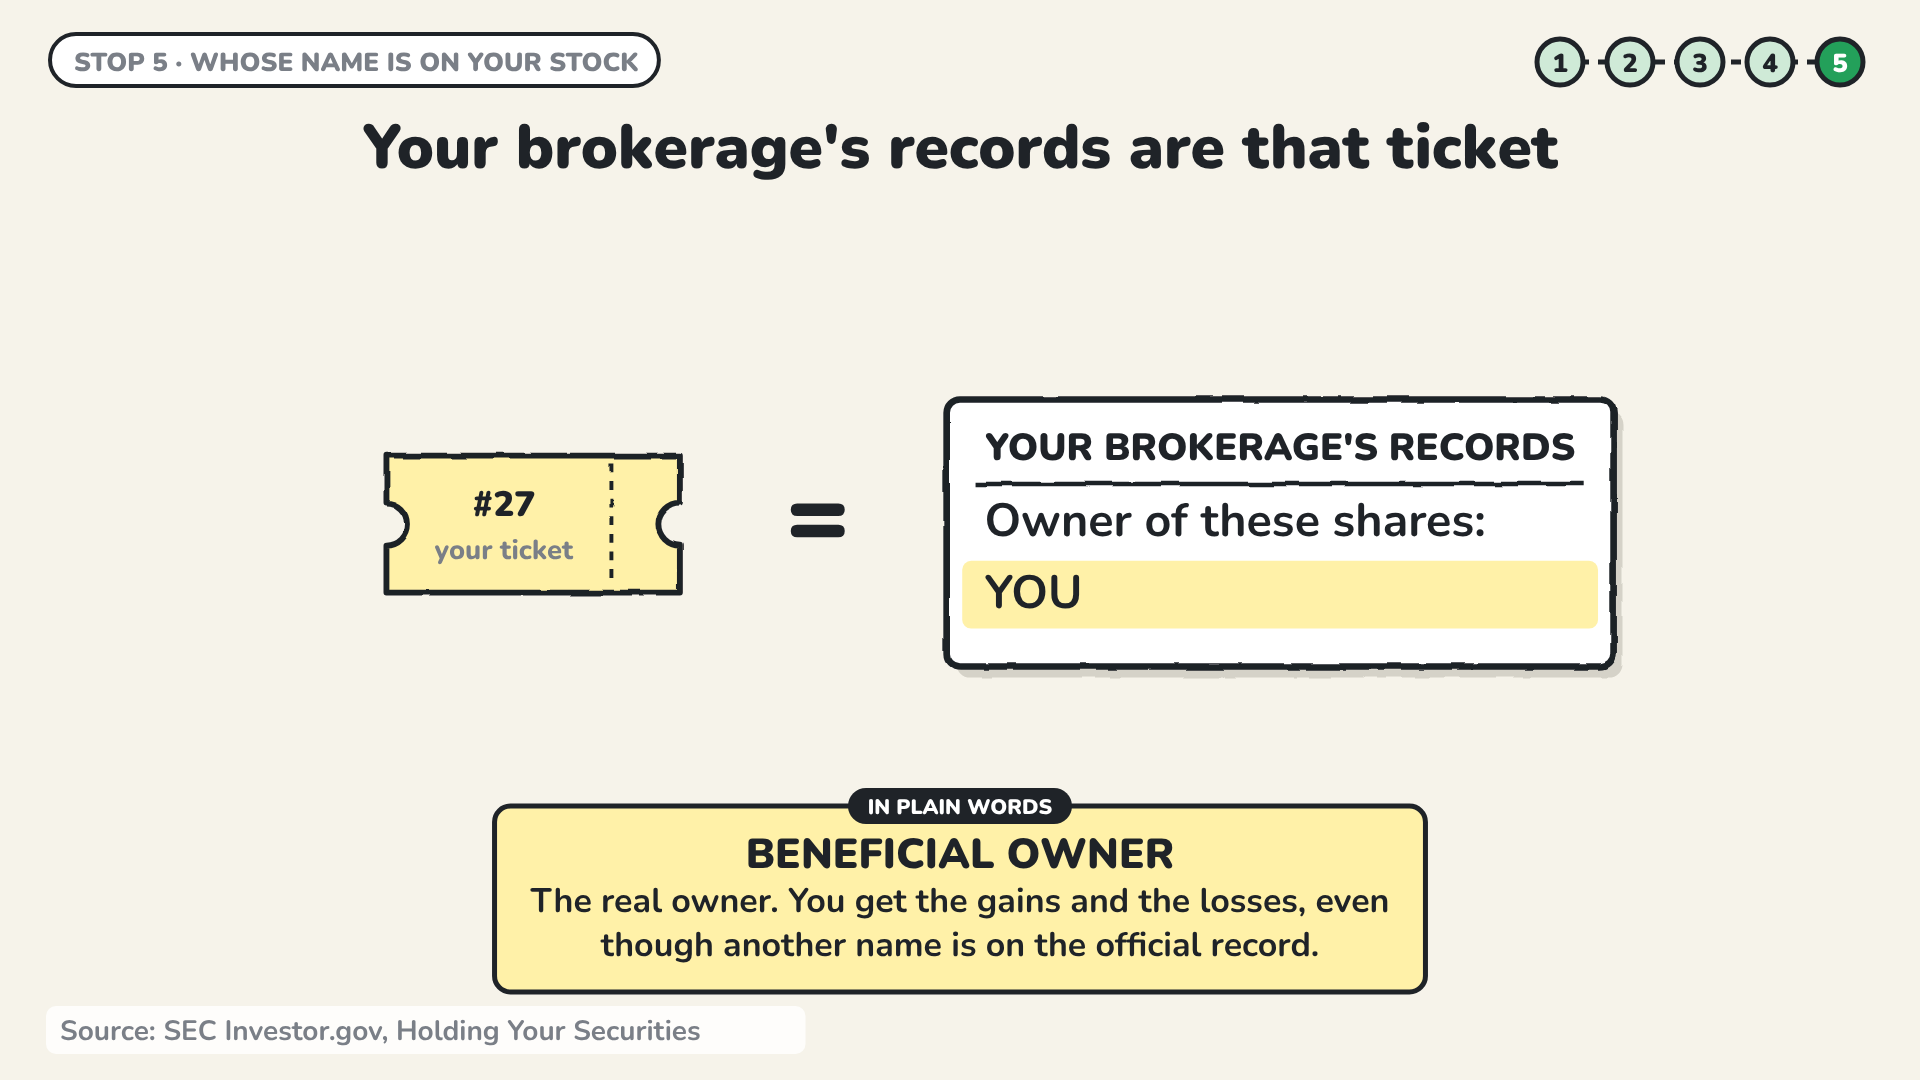 STOP 5 · WHOSE NAME IS ON YOUR STOCK
1 2 3 4 5
Your brokerage's records are that ticket
#27
your ticket
=
YOUR BROKERAGE'S RECORDS
Owner of these shares:
YOU
IN PLAIN WORDS
BENEFICIAL OWNER
The real owner. You get the gains and the losses, even
though another name is on the official record.
Source: SEC Investor.gov, Holding Your Securities